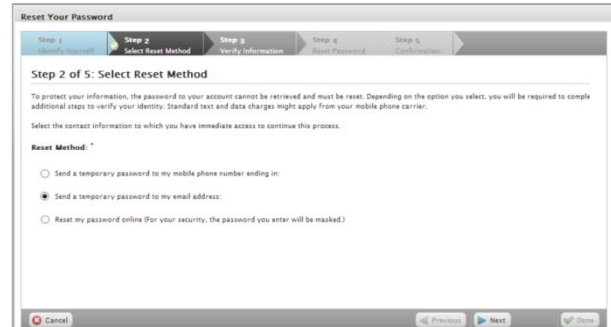 Reset Your Password
Step 1 Step 2 Step 3 Step 4 Step 5
Identify Yourself Select Reset Method Verify Information Reset Password Confirmation
Step 2 of 5: Select Reset Method
To protect your information, the password to your account cannot be retrieved and must be reset. Depending on the option you select, you will be required to comple
additional steps to verify your identity. Standard text and data charges might apply from your mobile phone carrier.
Select the contact information to which you have immediate access to continue this process.
Reset Method: *
Send a temporary password to my mobile phone number ending in:
Send a temporary password to my email address:
Reset my password online (For your security, the password you enter will be masked.)
Cancel Previous Next Done